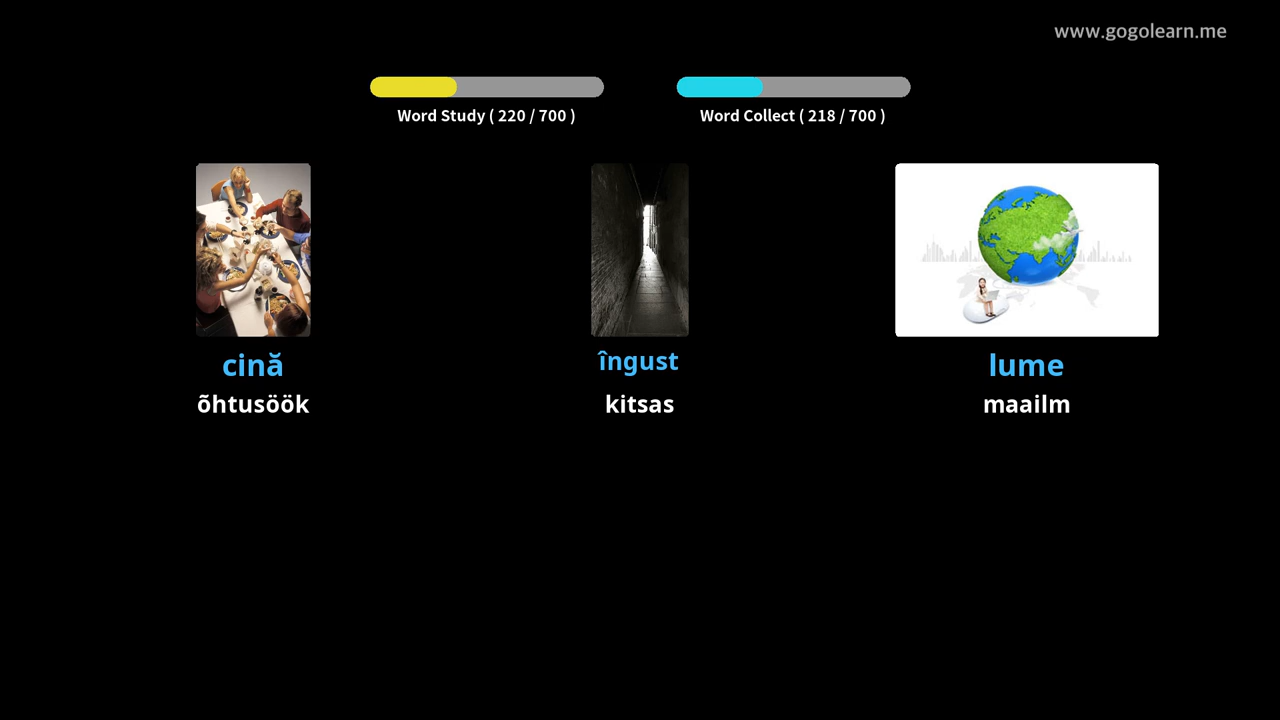 www.gogolearn.me
Word Study ( 220 / 700 )
Word Collect ( 218 / 700 )
cină
îngust
lume
õhtusöök
kitsas
maailm